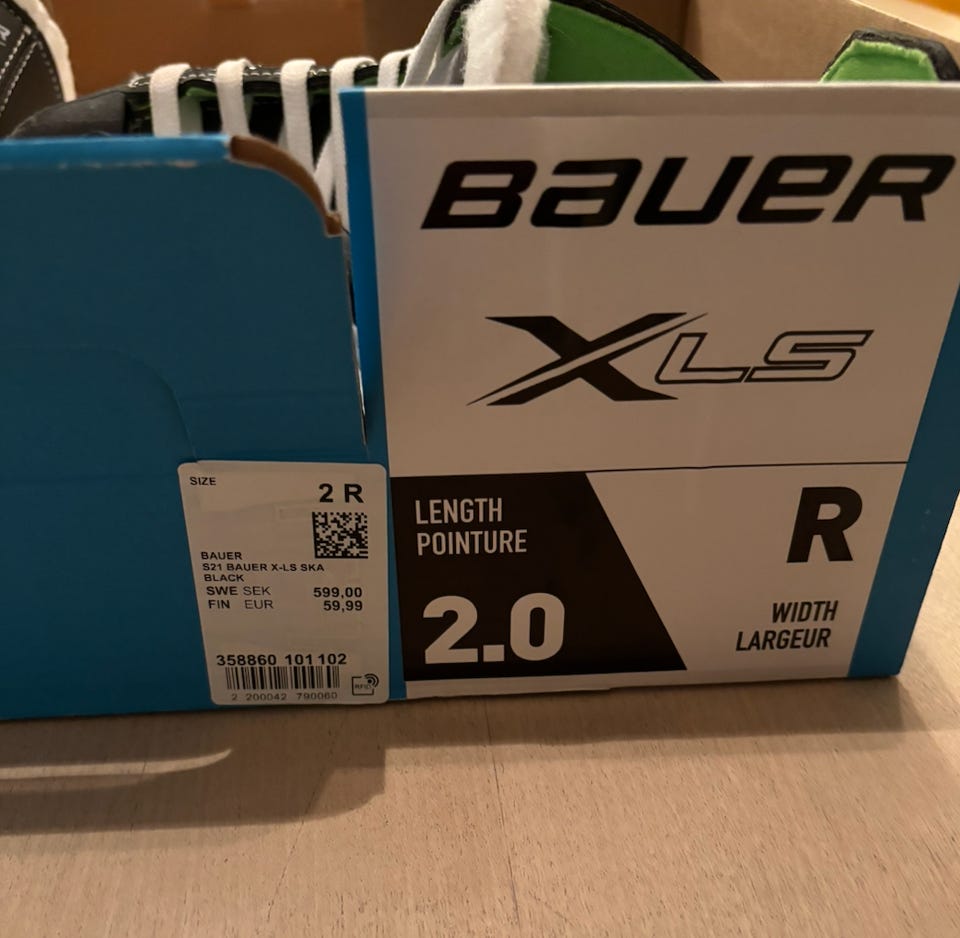 BAUER
XLS
LENGTH
POINTURE
2.0
R
WIDTH
LARGEUR
SIZE
2 R
BAUER
S21 BAUER X-LS SKA
BLACK
SWE SEK 599,00
FIN EUR 59,99
358860 101102
2 200042 790060
RFID